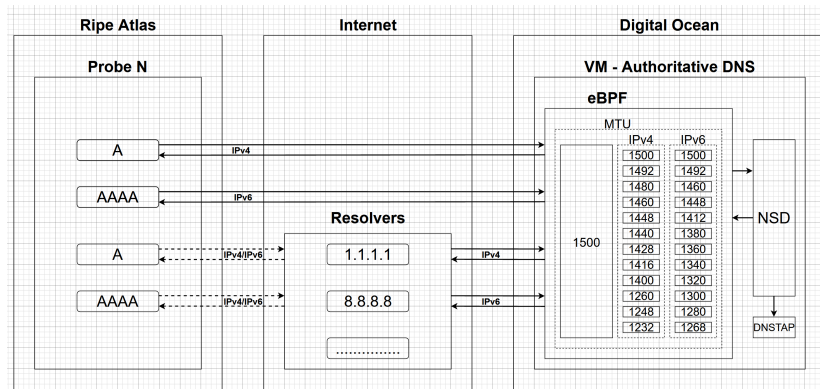 Ripe Atlas
Internet
Digital Ocean
Probe N
VM - Authoritative DNS
eBPF
MTU
IPv4 IPv6
A
IPv4
AAAA
IPv6
Resolvers
A
IPv4/IPv6
1.1.1.1
IPv4
AAAA
IPv4/IPv6
8.8.8.8
IPv6
..............
1500
1500 1500
1492 1492
1480 1460
1460 1448
1448 1412
1440 1380
1428 1360
1416 1340
1400 1320
1260 1300
1248 1280
1232 1268
NSD
DNSTAP